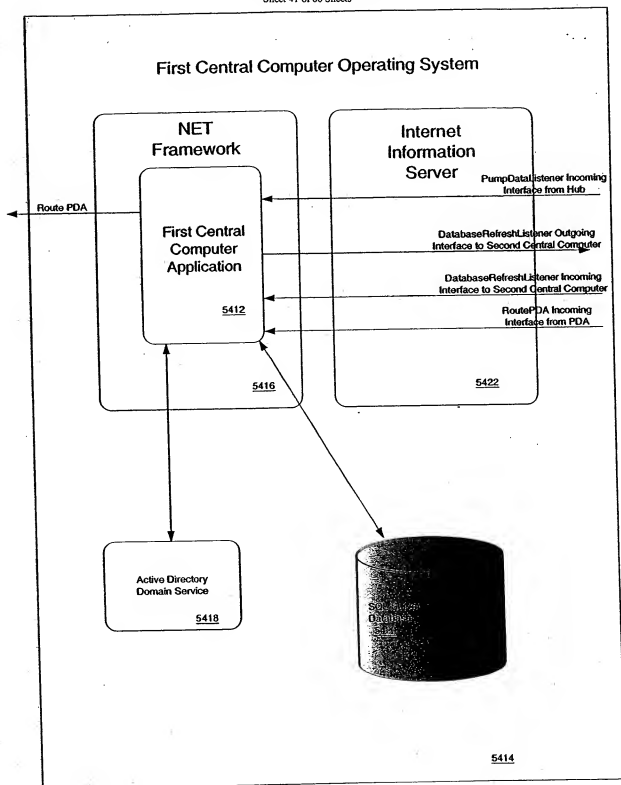 First Central Computer Operating System
NET
Framework
Internet
Information
Server
PumpDataListener Incoming
Interface from Hub
Route PDA
First Central
Computer
Application
DatabaseRefreshListener Outgoing
Interface to Second Central Computer
DatabaseRefreshListener Incoming
Interface to Second Central Computer
5412
RoutePDA Incoming
Interface from PDA
5416
5422
Active Directory
Domain Service
5418
Database
5414